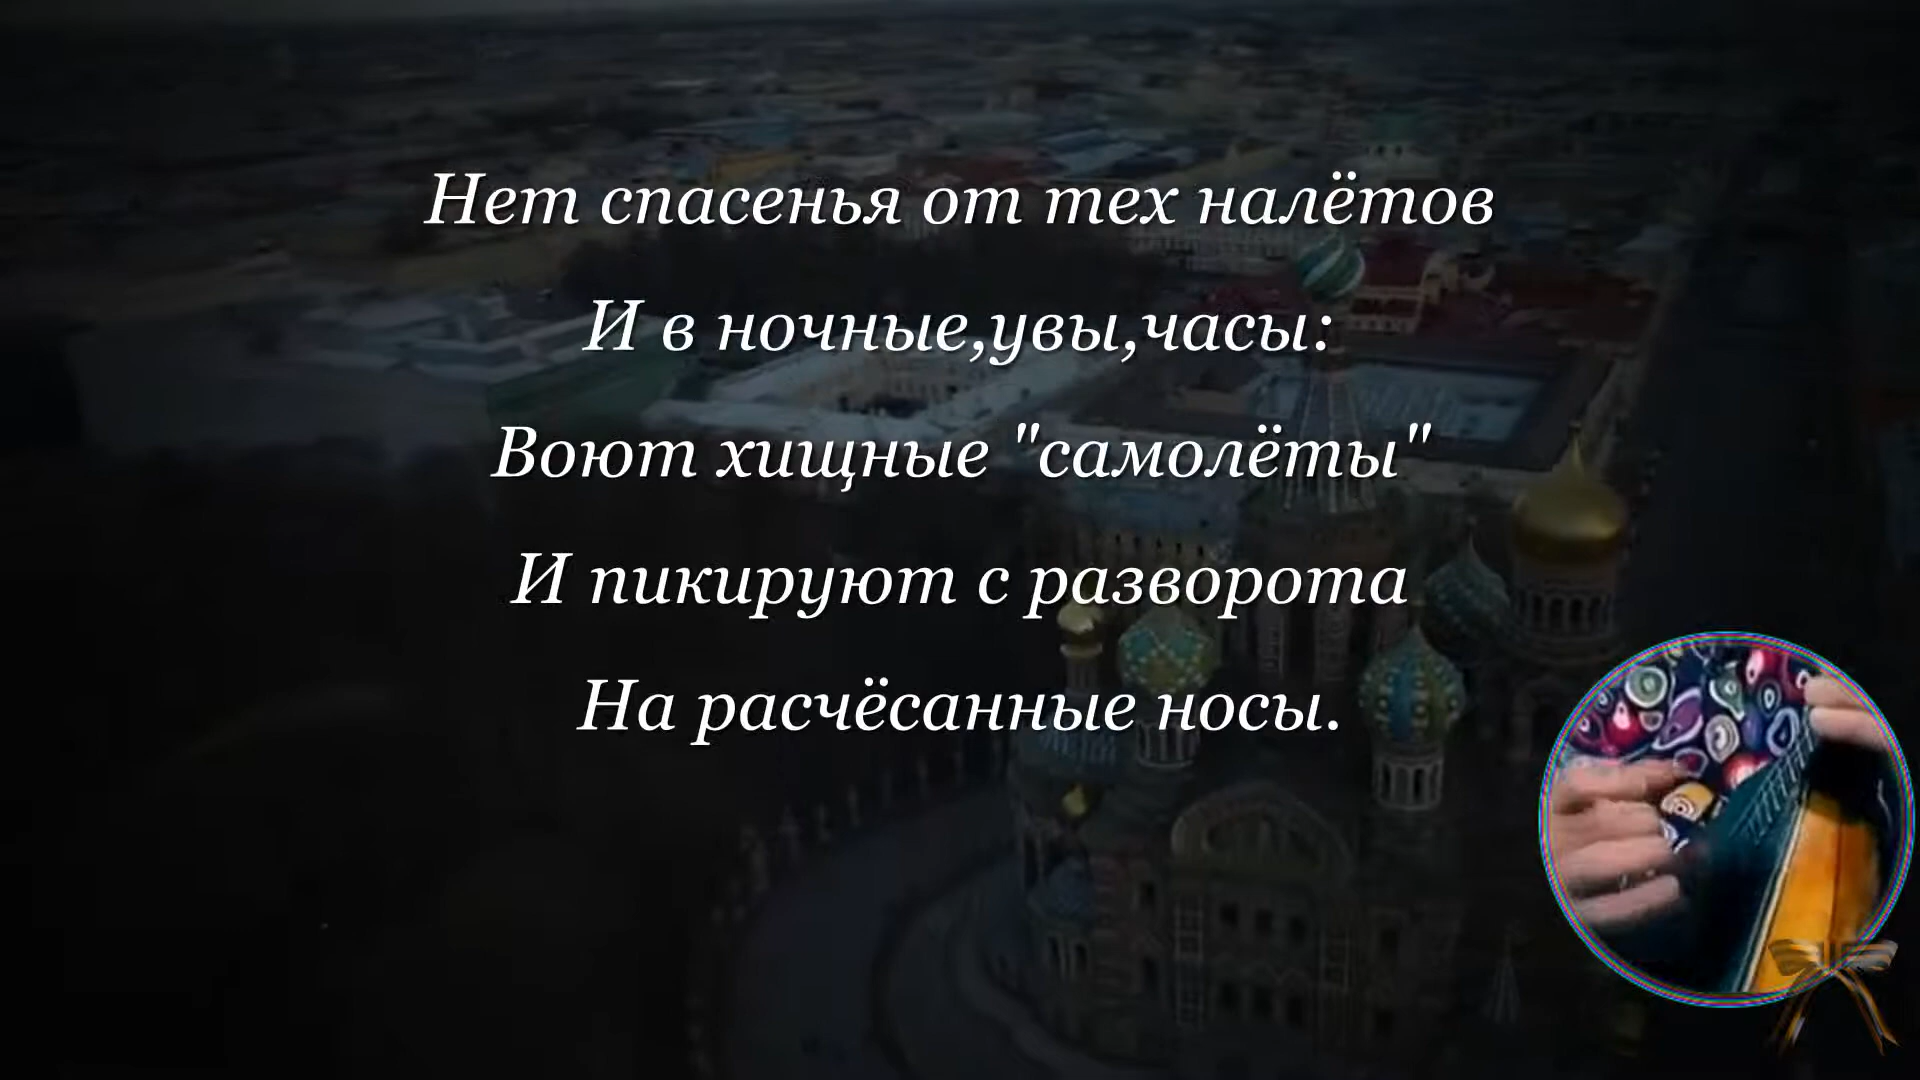 Нет спасенья от тех налётов
И в ночные,увы,часы:
Воют хищные "самолёты"
И пикируют с разворота
На расчёсанные носы.